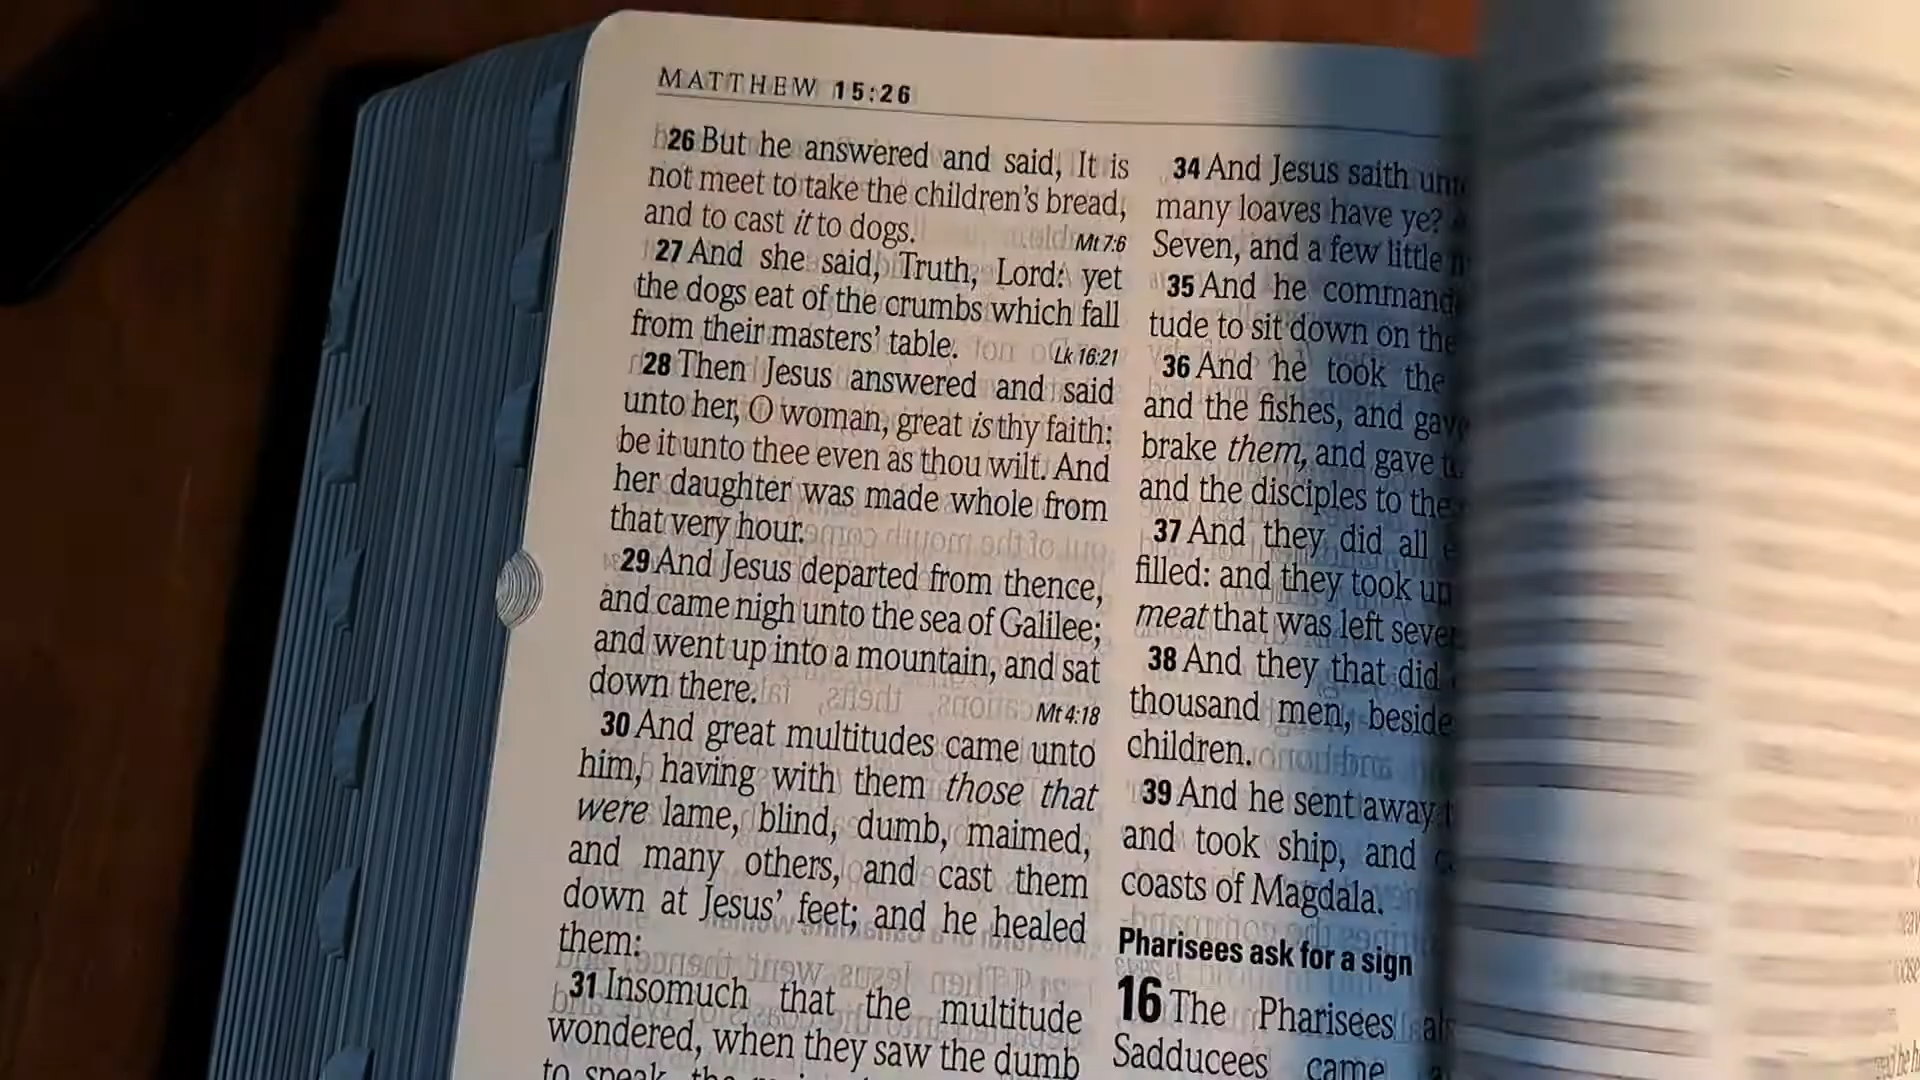 MATTHEW 15:26
26 But he answered and said, It is
not meet to take the children's bread,
and to cast it to dogs.
Mt 7:6
27 And she said, Truth, Lord: yet
the dogs eat of the crumbs which fall
from their masters' table.
Lk 16:21
28 Then Jesus answered and said
unto her, O woman, great is thy faith:
be it unto thee even as thou wilt. And
her daughter was made whole from
that very hour.
29 And Jesus departed from thence,
and came nigh unto the sea of Galilee;
and went up into a mountain, and sat
down there.
Mt 4:18
30 And great multitudes came unto
him, having with them those that
were lame, blind, dumb, maimed,
and many others, and cast them
down at Jesus' feet; and he healed
them:
31 Insomuch that the multitude
wondered, when they saw the dumb
to speak, the
34 And Jesus saith
many loaves have ye?
Seven, and a few little
35 And he
tude to sit down on the
36 And he took the
and the fishes, and
brake them, and gave
and the disciples to the
37 And they did all
filled: and they took up
meat that was left
38 And they that did
thousand men, beside
children.
39 And he sent away
and took ship, and
coasts of Magdala.
Pharisees ask for a sign
16 The Pharisees
Sadducees came